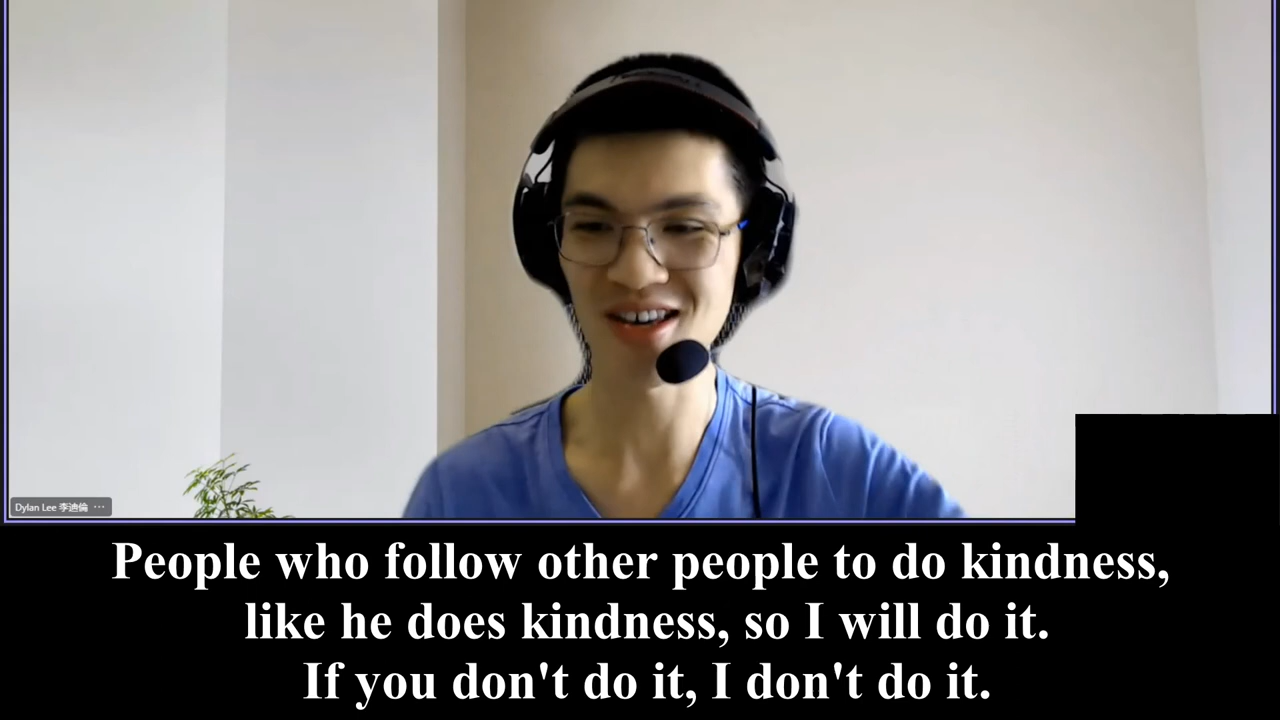 Dylan Lee 李迪倫 ···
People who follow other people to do kindness,
like he does kindness, so I will do it.
If you don't do it, I don't do it.